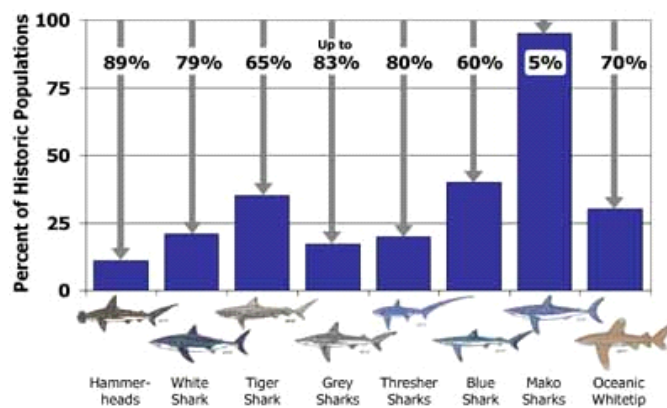 Percent of Historic Populations
100
75
50
25
0
89%
79%
65%
Up to
83%
80%
60%
5%
70%
Hammer-
heads
White
Shark
Tiger
Shark
Grey
Sharks
Thresher
Sharks
Blue
Shark
Mako
Sharks
Oceanic
Whitetip